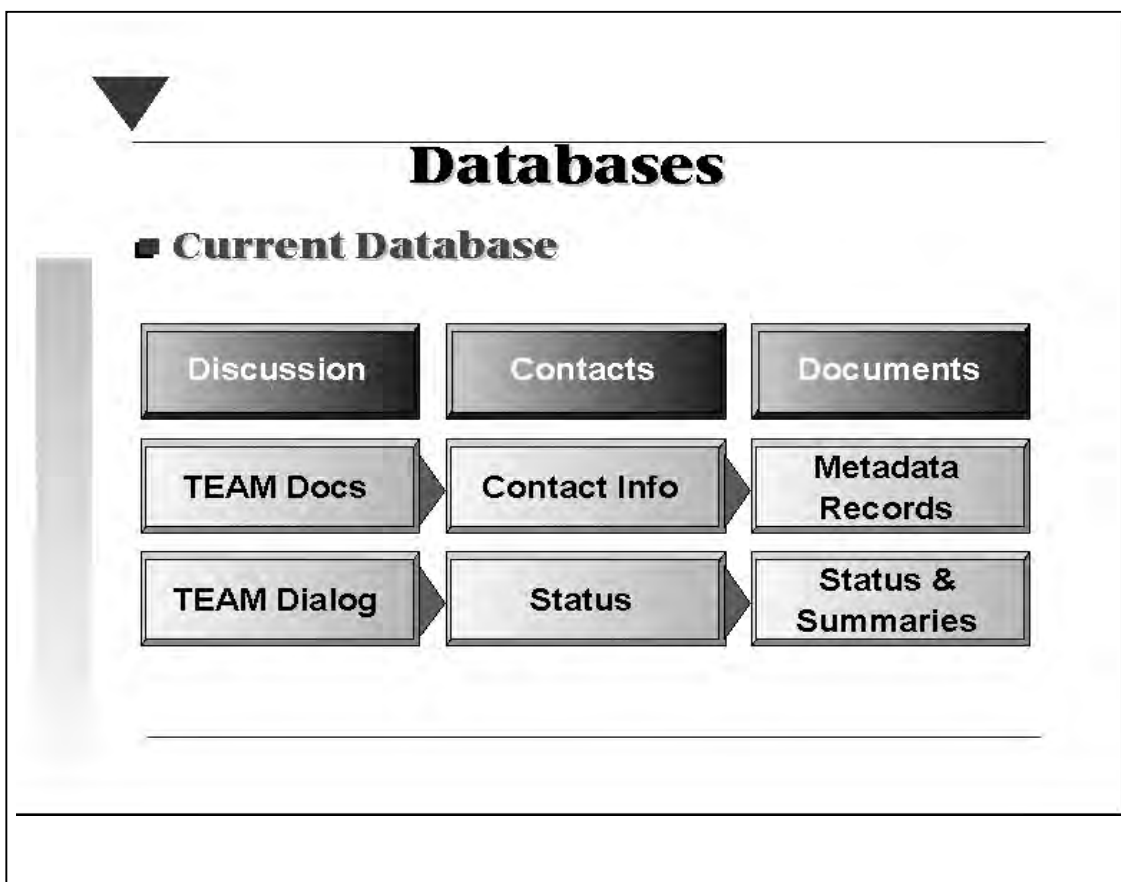 Databases
Current Database
Discussion
Contacts
Documents
TEAM Docs
Contact Info
Metadata
Records
TEAM Dialog
Status
Status &
Summaries